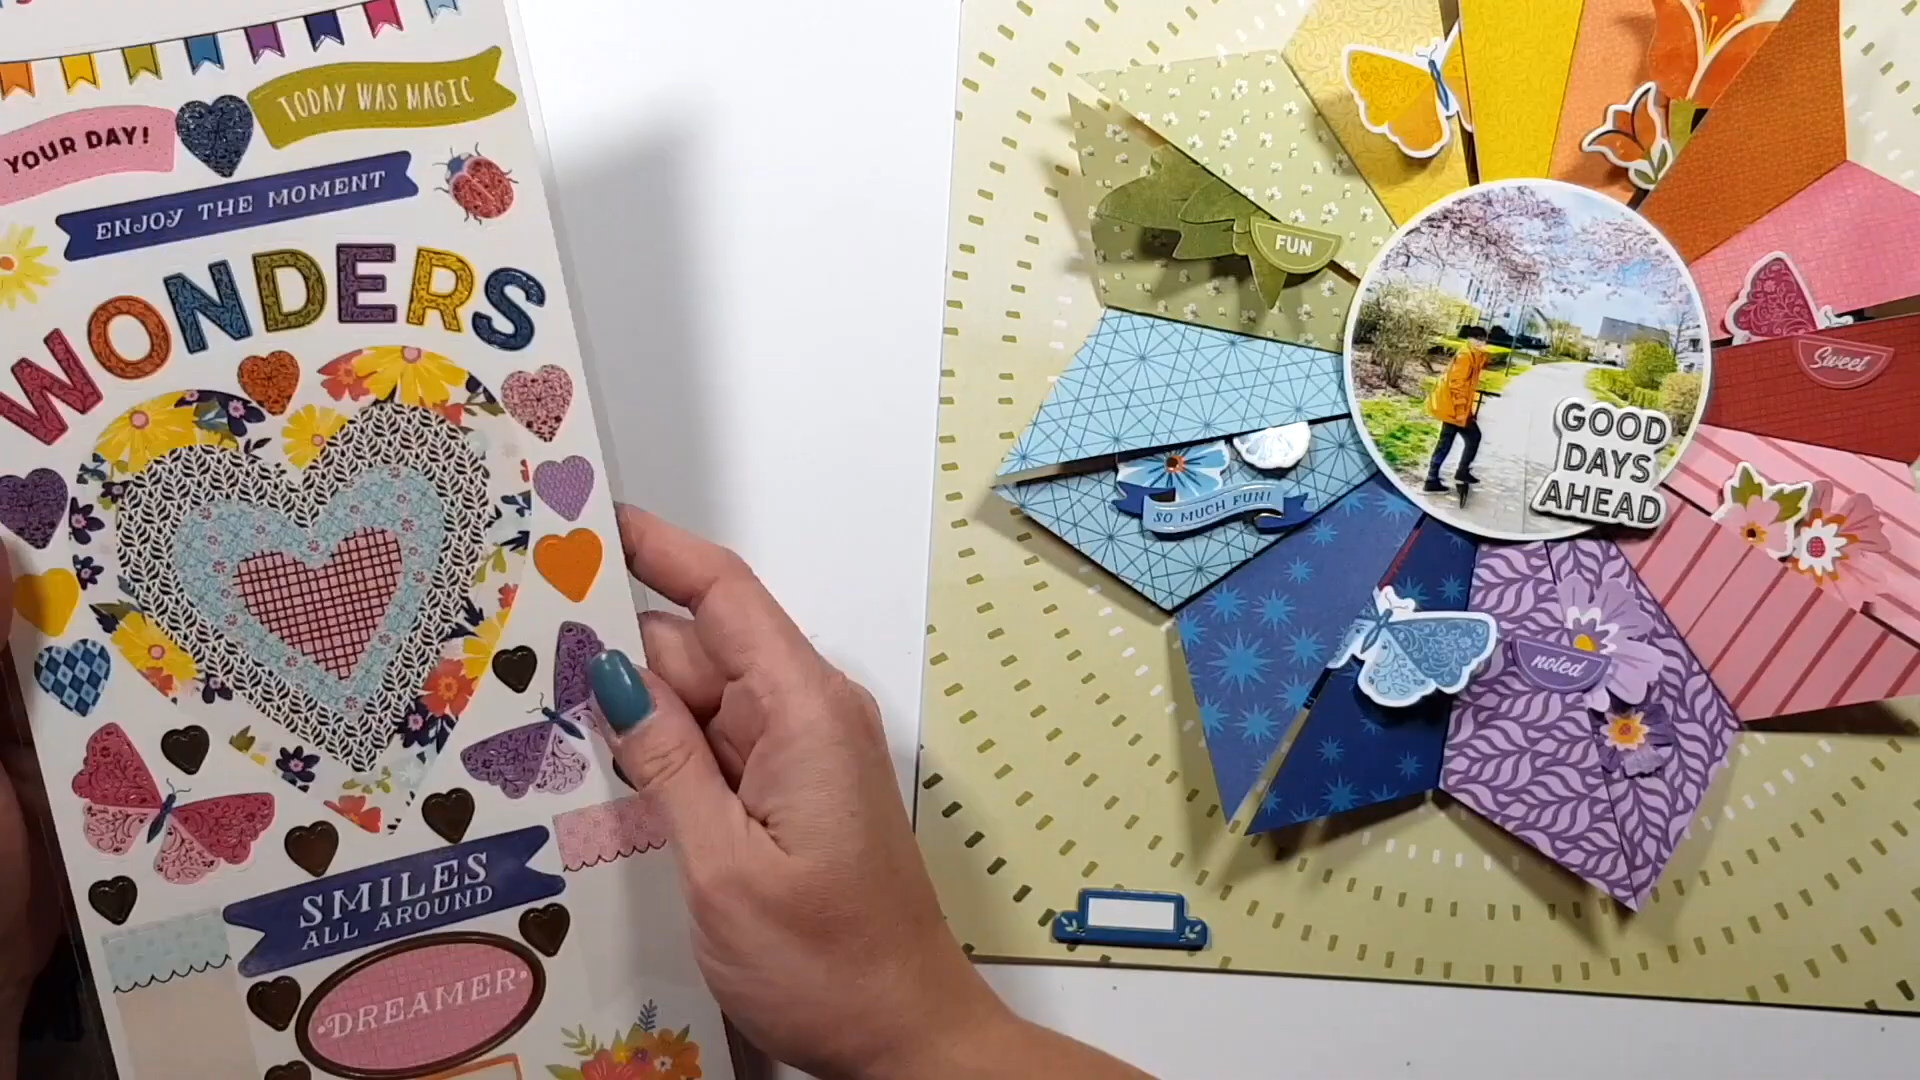 YOUR DAY!
TODAY WAS MAGIC
ENJOY THE MOMENT
WONDERS
SMILES
ALL AROUND
DREAMER
FUN
Sweet
GOOD
DAYS
AHEAD
SO MUCH FUN!
noted